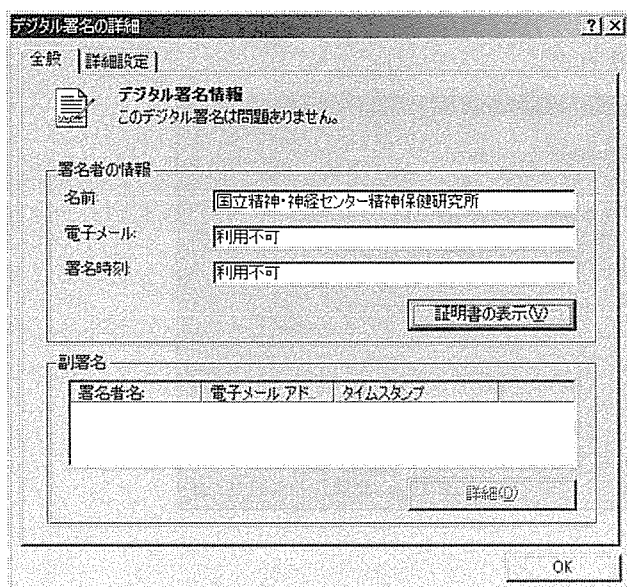 デジタル署名の詳細 ? ×
全般 詳細設定
デジタル署名情報
このデジタル署名は問題ありません。
署名者の情報
名前: 国立精神・神経センター精神保健研究所
電子メール: 利用不可
署名時刻: 利用不可
証明書の表示(V)
副署名
署名者名: 電子メール アド... タイムスタンプ
詳細(D)
OK